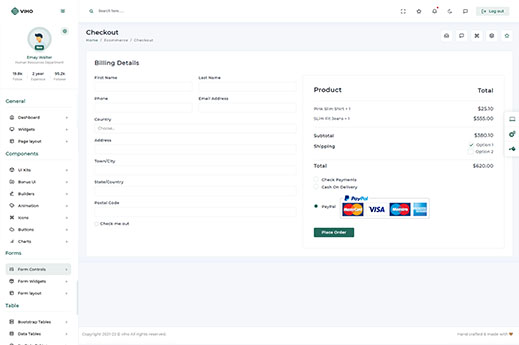 VIHO
Search here.....
Log out
New
Emay Walter
Human Resources Department
19.8k
2 year
95.2k
Follow
Experience
Follower
General
Dashboard
Widgets
Page layout
Components
Ui Kits
Bonus Ui
Builders
Animation
Icons
Buttons
Charts
Forms
Form Controls
Form Widgets
Form layout
Table
Bootstrap Tables
Data Tables
Checkout
Home / Ecommerce / Checkout
Billing Details
First Name
Last Name
Phone
Email Address
Country
Choose...
Address
Town/City
State/Country
Postal Code
Check me out
Product Total
Pink Slim Shirt × 1 $25.10
SLim Fit Jeans × 1 $555.00
Subtotal $380.10
Shipping
Option 1
Option 2
Total $620.00
Check Payments
Cash On Delivery
PayPal
PayPal
MasterCard
VISA
Maestro
Place Order
Copyright 2021-22 © viho All rights reserved.
Hand crafted & made with